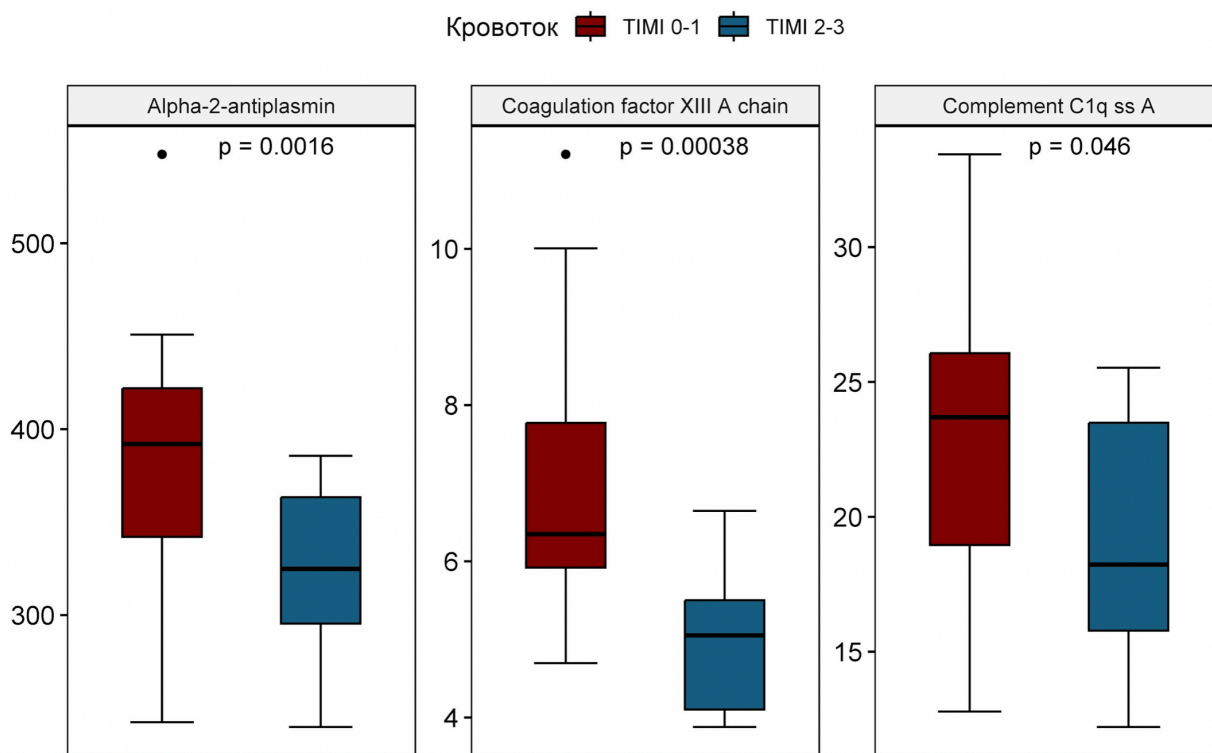 Кровоток TIMI 0-1 TIMI 2-3
Alpha-2-antiplasmin
p = 0.0016
500
400
300
Coagulation factor XIII A chain
p = 0.00038
10
8
6
4
Complement C1q ss A
p = 0.046
30
25
20
15